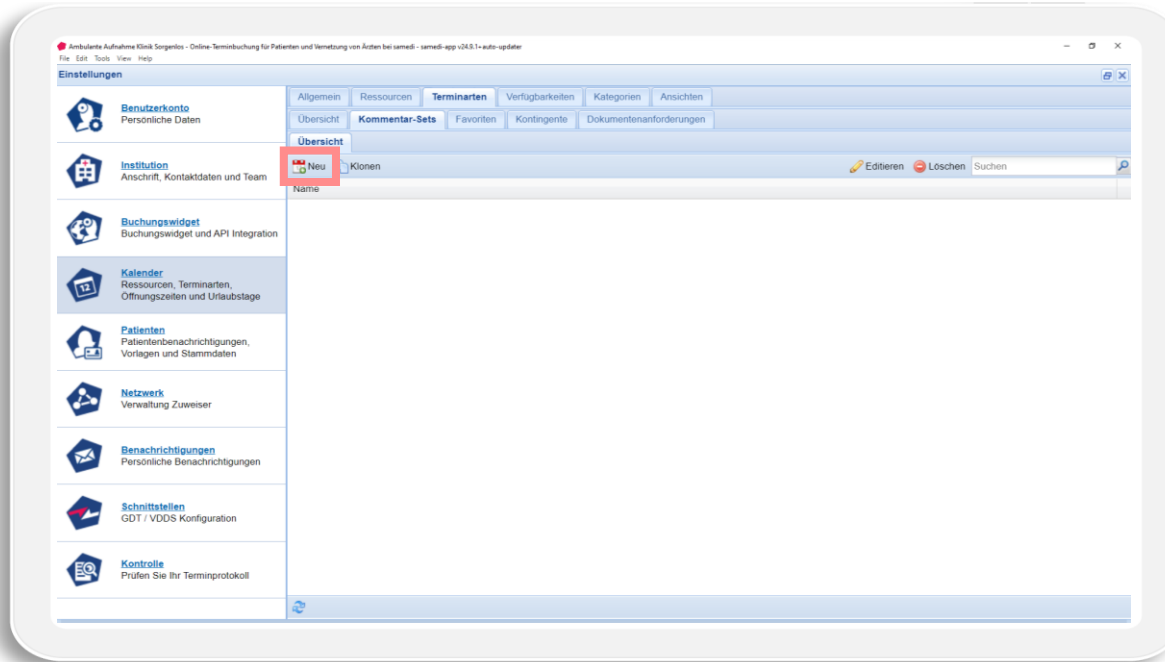 Ambulante Aufnahme Klinik Sorgenlos - Online-Terminbuchung für Patienten und Vernetzung von Ärzten bei samedi - samedi-app v24.9.1+auto-updater
File Edit Tools View Help
Einstellungen
Benutzerkonto
Persönliche Daten
Institution
Anschrift, Kontaktdaten und Team
Buchungswidget
Buchungswidget und API Integration
Kalender
12
Ressourcen, Terminarten,
Öffnungszeiten und Urlaubstage
Patienten
Patientenbenachrichtigungen,
Vorlagen und Stammdaten
Netzwerk
Verwaltung Zuweiser
Benachrichtigungen
Persönliche Benachrichtigungen
Schnittstellen
GDT / VDDS Konfiguration
Kontrolle
Prüfen Sie Ihr Terminprotokoll
Allgemein Ressourcen Terminarten Verfügbarkeiten Kategorien Ansichten
Übersicht Kommentar-Sets Favoriten Kontingente Dokumentenanforderungen
Übersicht
Neu Klonen Editieren Löschen Suchen
Name